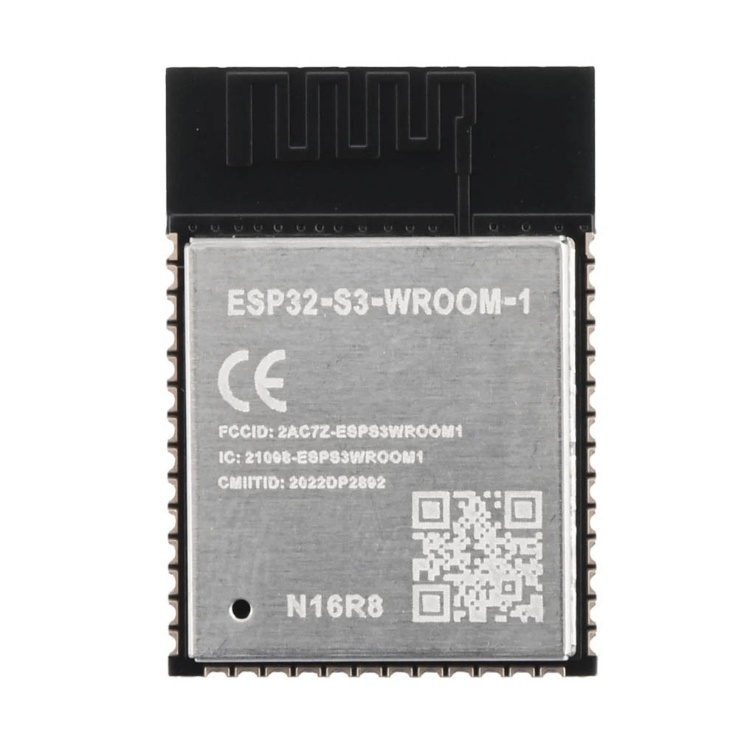 ESP32-S3-WROOM-1
CE
FCCID: 2AC7Z-ESPS3WROOM1
IC: 21098-ESPS3WROOM1
CMIITID: 2022DP2892
N16R8